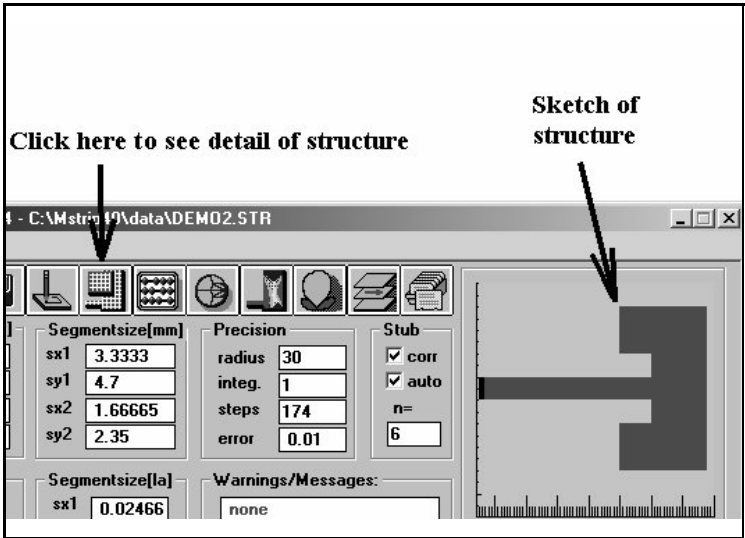 Sketch of
structure
Click here to see detail of structure
4 - C:\Mstrip40\data\DEMO2.STR
Segmentsize[mm]
Precision
Stub
sx1 3.3333
radius 30
corr
sy1 4.7
integ. 1
auto
sx2 1.66665
steps 174
n=
sy2 2.35
error 0.01
6
Segmentsize[la]
Warnings/Messages:
sx1 0.02466
none